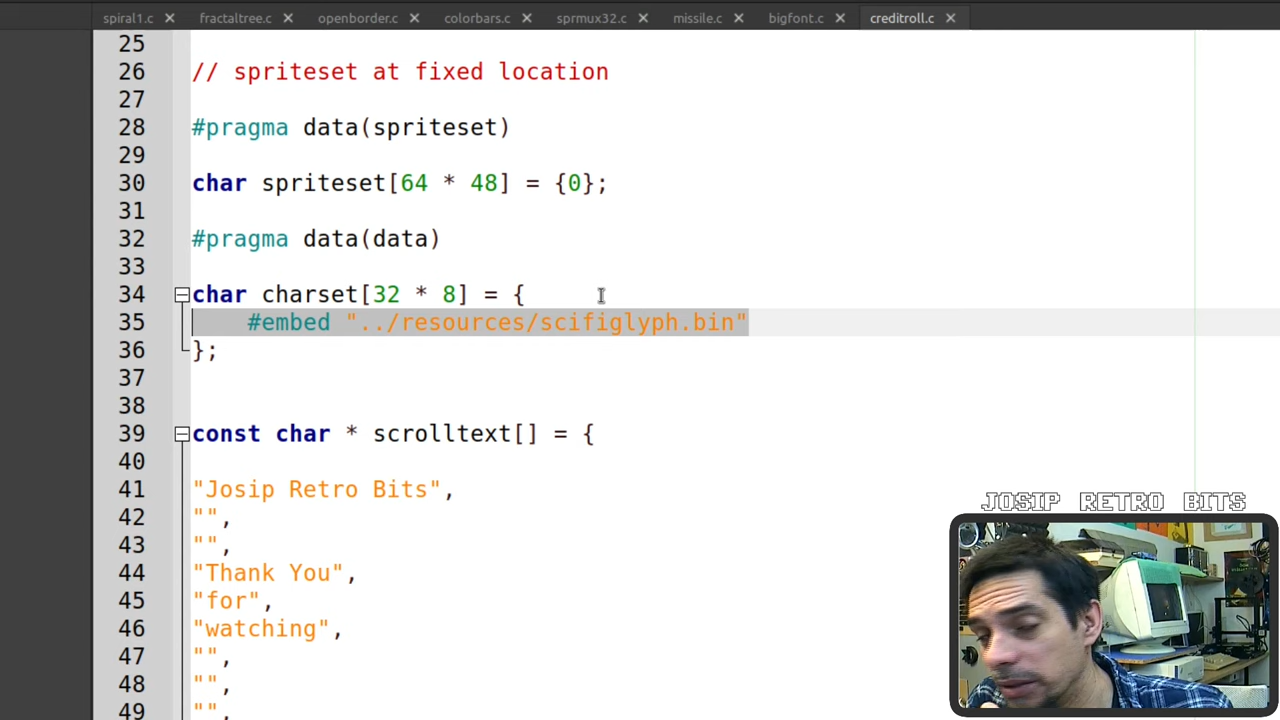 spiral1.c fractaltree.c openborder.c colorbars.c sprmux32.c missile.c bigfont.c creditroll.c
25
26 // spriteset at fixed location
27
28 #pragma data(spriteset)
29
30 char spriteset[64 * 48] = {0};
31
32 #pragma data(data)
33
34 char charset[32 * 8] = {
35 #embed "../resources/scifiglyph.bin"
36 };
37
38
39 const char * scrolltext[] = {
40
41 "Josip Retro Bits",
42 "",
43 "",
44 "Thank You",
45 "for",
46 "watching",
47 "",
48 "",
49 "",
JOSIP RETRO BITS